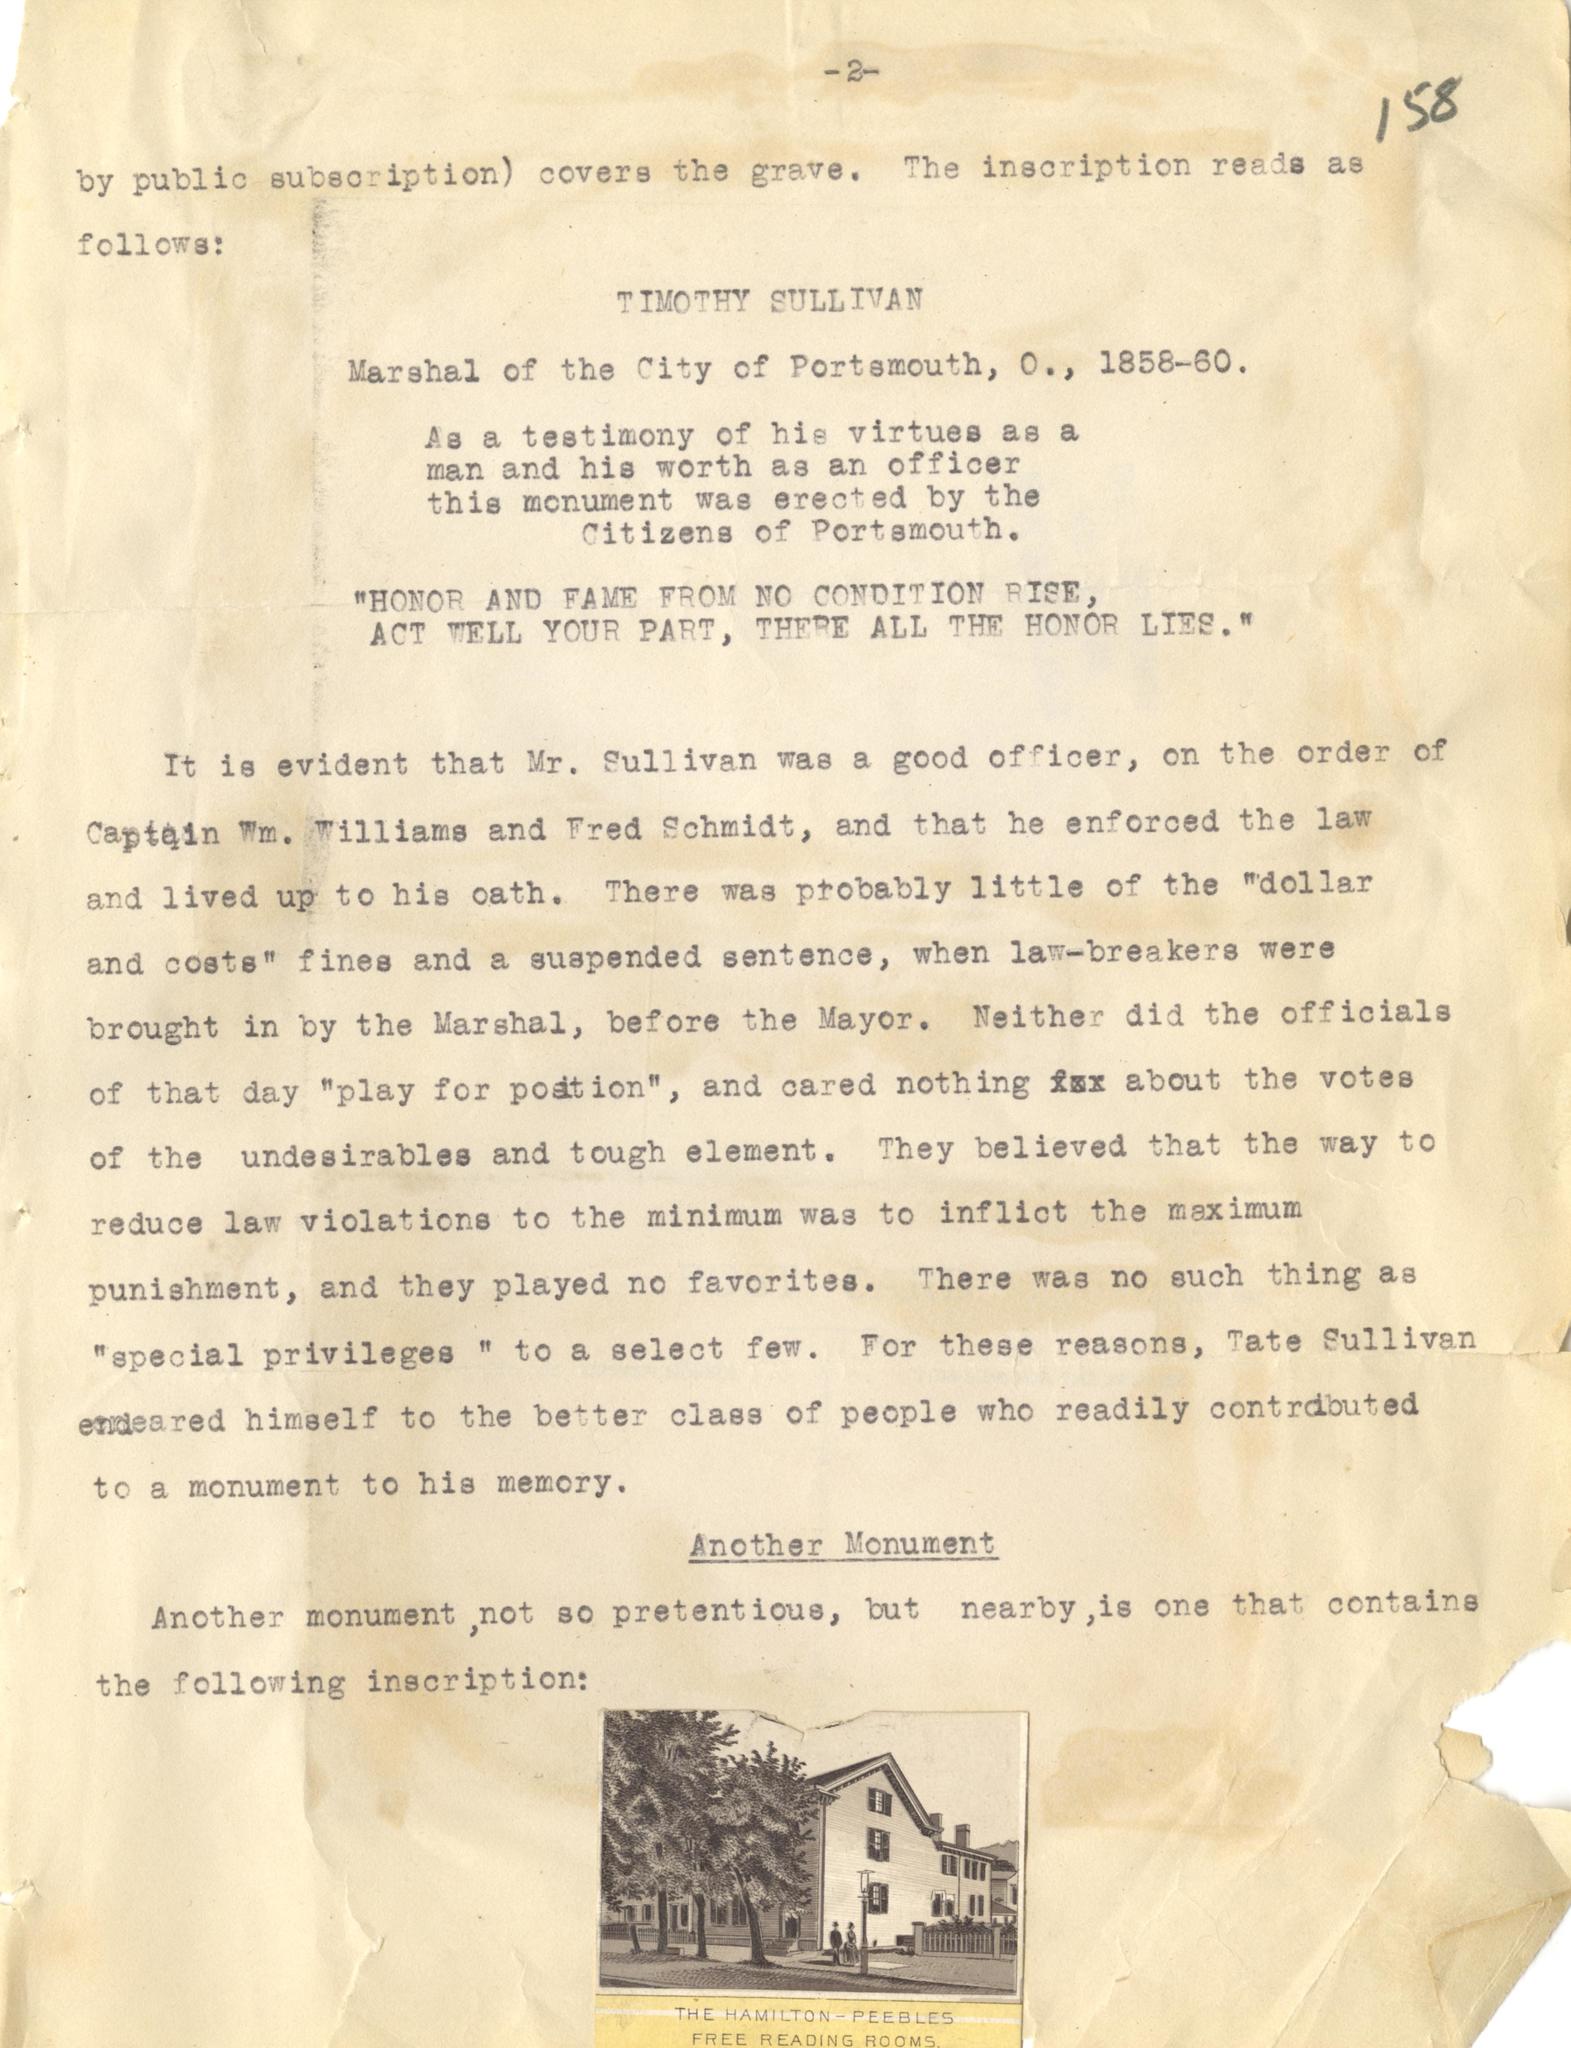 -2-
158
by public subscription) covers the grave. The inscription reads as
follows:
TIMOTHY SULLIVAN
Marshal of the City of Portsmouth, O., 1858-60.
As a testimony of his virtues as a
man and his worth as an officer
this monument was erected by the
Citizens of Portsmouth.
"HONOR AND FAME FROM NO CONDITION RISE,
ACT WELL YOUR PART, THERE ALL THE HONOR LIES."
It is evident that Mr. Sullivan was a good officer, on the order of
Captain Wm. Williams and Fred Schmidt, and that he enforced the law
and lived up to his oath. There was probably little of the "dollar
and costs" fines and a suspended sentence, when law-breakers were
brought in by the Marshal, before the Mayor. Neither did the officials
of that day "play for position", and cared nothing xxx about the votes
of the undesirables and tough element. They believed that the way to
reduce law violations to the minimum was to inflict the maximum
punishment, and they played no favorites. There was no such thing as
"special privileges " to a select few. For these reasons, Tate Sullivan
endeared himself to the better class of people who readily contributed
to a monument to his memory.
Another Monument
Another monument ,not so pretentious, but nearby,is one that contains
the following inscription:
THE HAMILTON-PEEBLES
FREE READING ROOMS.